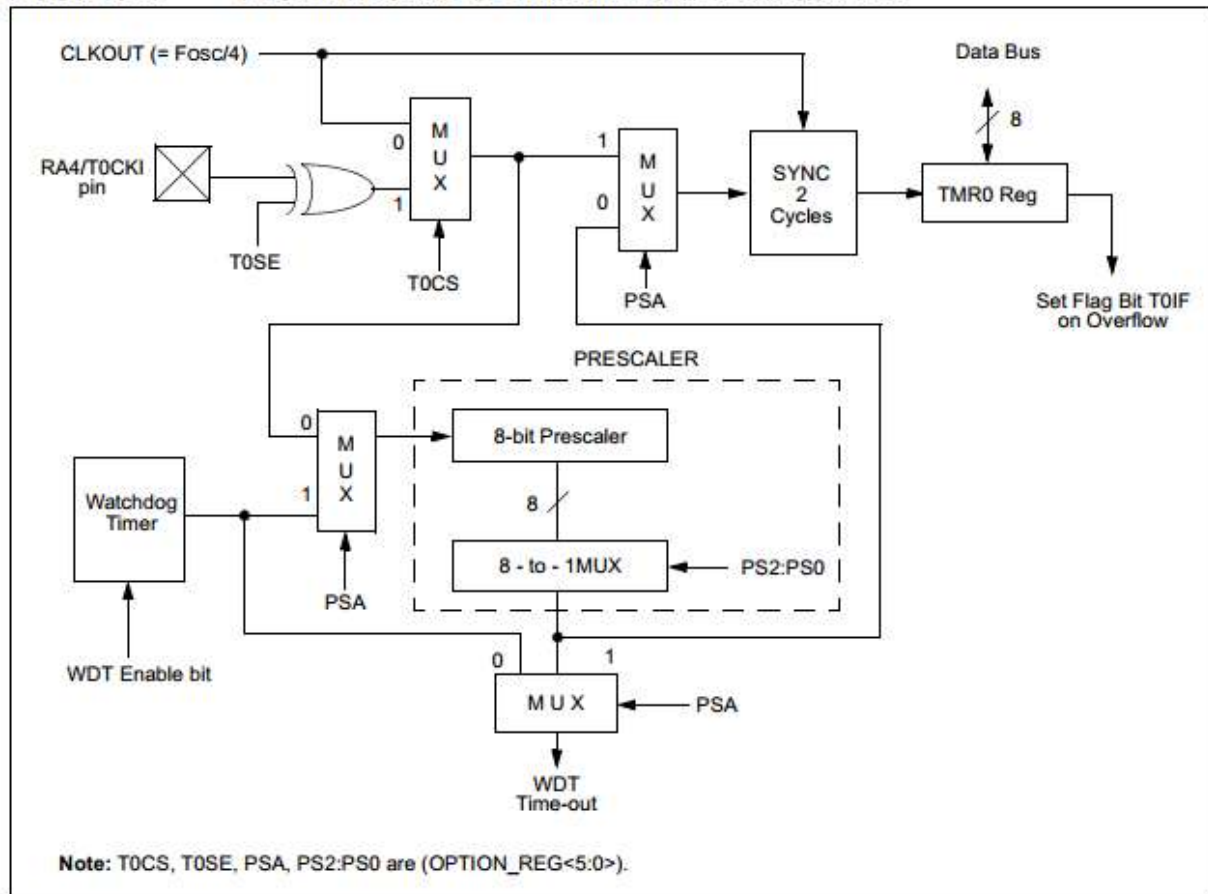 CLKOUT (= Fosc/4)
Data Bus
8
0
M
U
X
1
M
U
X
0
RA4/T0CKI
pin
1
SYNC
2
Cycles
TMR0 Reg
T0SE
T0CS
PSA
Set Flag Bit T0IF
on Overflow
PRESCALER
0
M
U
X
1
8-bit Prescaler
Watchdog
Timer
8
8 - to - 1MUX
PS2:PS0
PSA
WDT Enable bit
0
1
M U X
PSA
WDT
Time-out
Note: T0CS, T0SE, PSA, PS2:PS0 are (OPTION_REG<5:0>).